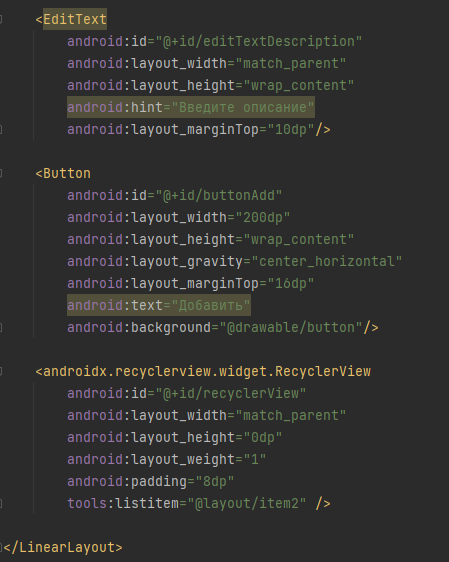 <EditText
android:id="@+id/editTextDescription"
android:layout_width="match_parent"
android:layout_height="wrap_content"
android:hint="Введите описание"
android:layout_marginTop="10dp"/>
<Button
android:id="@+id/buttonAdd"
android:layout_width="200dp"
android:layout_height="wrap_content"
android:layout_gravity="center_horizontal"
android:layout_marginTop="16dp"
android:text="Добавить"
android:background="@drawable/button"/>
<androidx.recyclerview.widget.RecyclerView
android:id="@+id/recyclerView"
android:layout_width="match_parent"
android:layout_height="0dp"
android:layout_weight="1"
android:padding="8dp"
tools:listitem="@layout/item2" />
</LinearLayout>